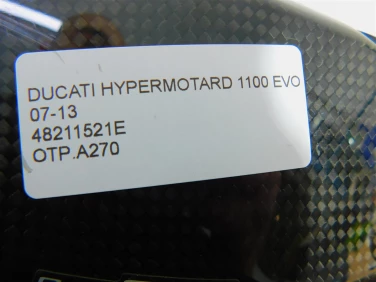 DUCATI HYPERMOTARD 1100 EVO
07-13
48211521E
OTP.A270